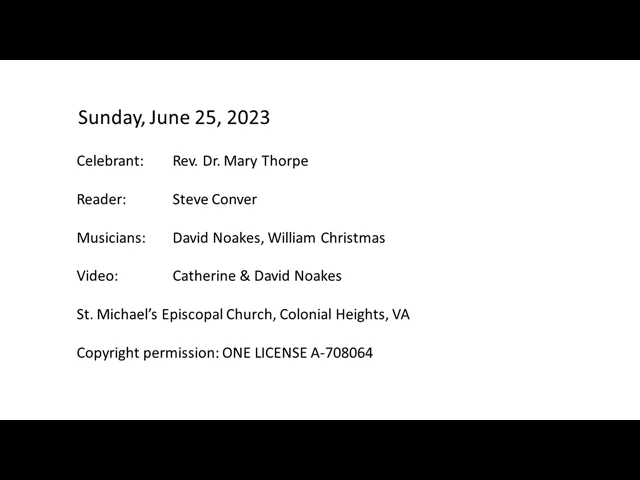 Sunday, June 25, 2023
Celebrant: Rev. Dr. Mary Thorpe
Reader: Steve Conver
Musicians: David Noakes, William Christmas
Video: Catherine & David Noakes
St. Michael’s Episcopal Church, Colonial Heights, VA
Copyright permission: ONE LICENSE A-708064